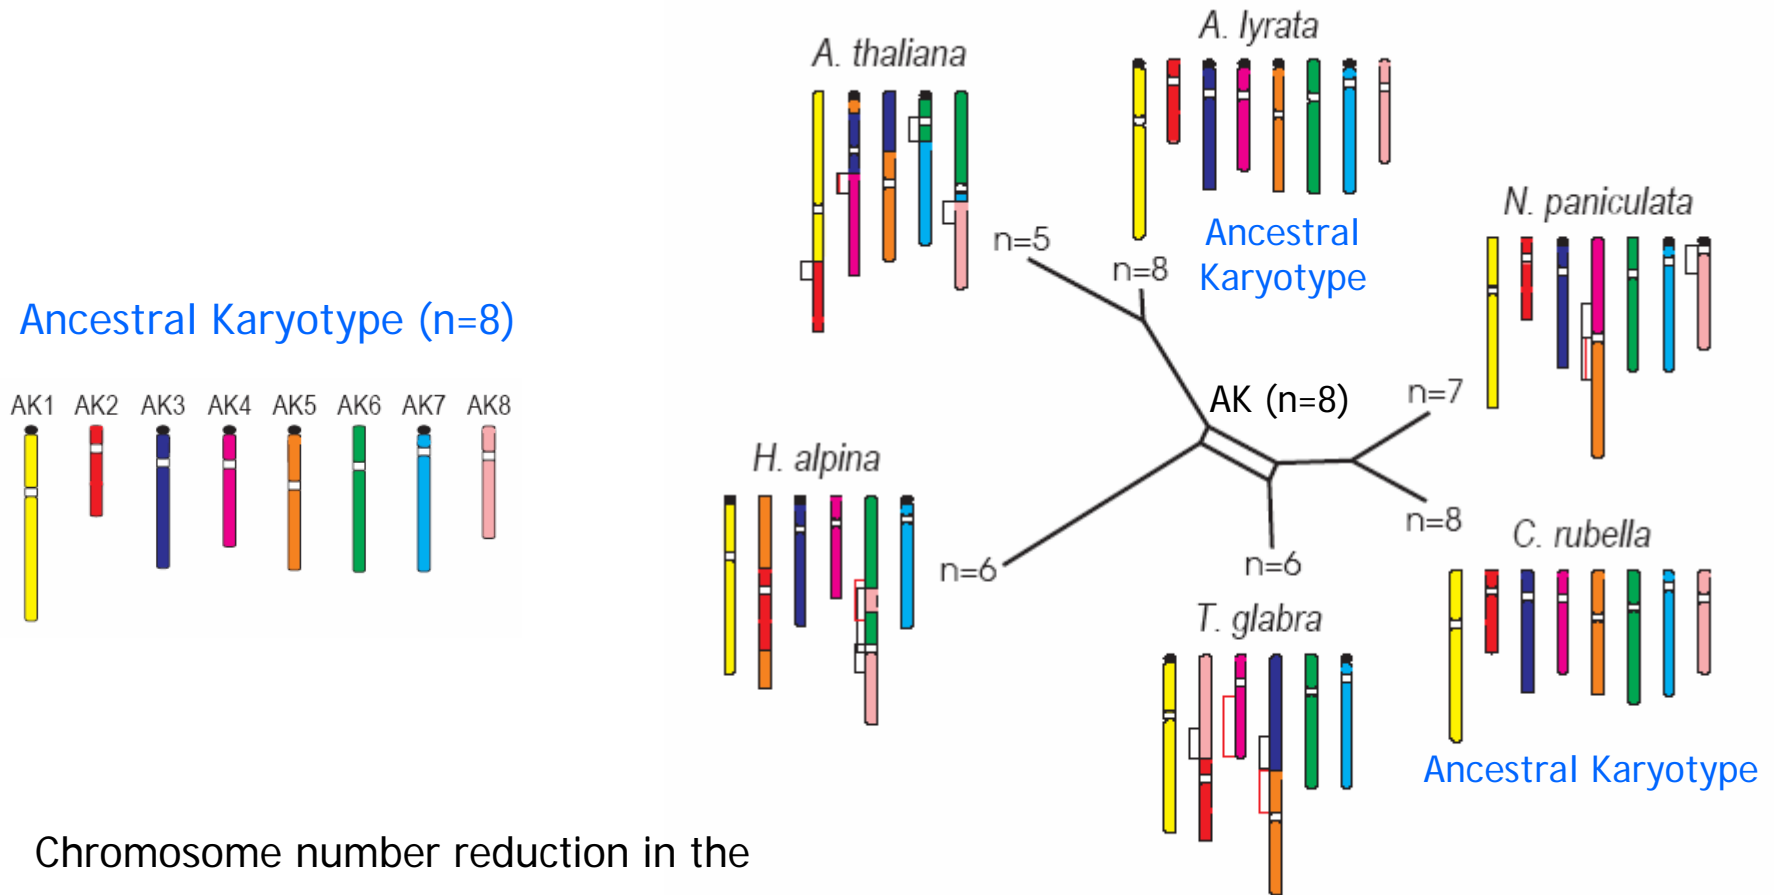 A. lyrata
A. thaliana
N. paniculata
n=5
Ancestral
Karyotype
n=8
Ancestral Karyotype (n=8)
AK1 AK2 AK3 AK4 AK5 AK6 AK7 AK8
AK (n=8)
n=7
H. alpina
n=8
C. rubella
n=6
n=6
T. glabra
Ancestral Karyotype
Chromosome number reduction in the